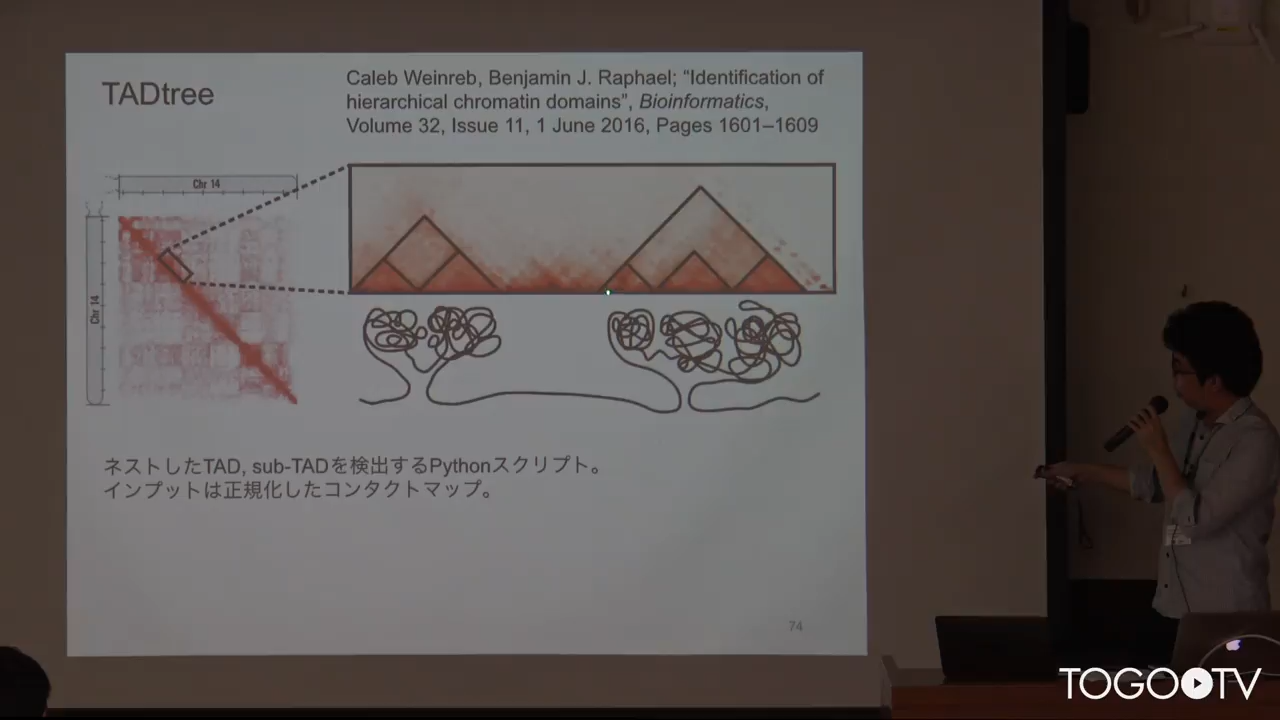 TADtree
Caleb Weinreb, Benjamin J. Raphael; “Identification of
hierarchical chromatin domains”, Bioinformatics,
Volume 32, Issue 11, 1 June 2016, Pages 1601–1609
Chr 14
Chr 14
ネストしたTAD, sub-TADを検出するPythonスクリプト。
インプットは正規化したコンタクトマップ。
74
TOGOTV